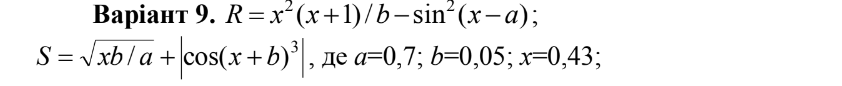 Варіант 9. R = x²(x+1)/b − sin²(x−a);
S = √(xb/a) + |cos(x+b)³|, де a=0,7; b=0,05; x=0,43;